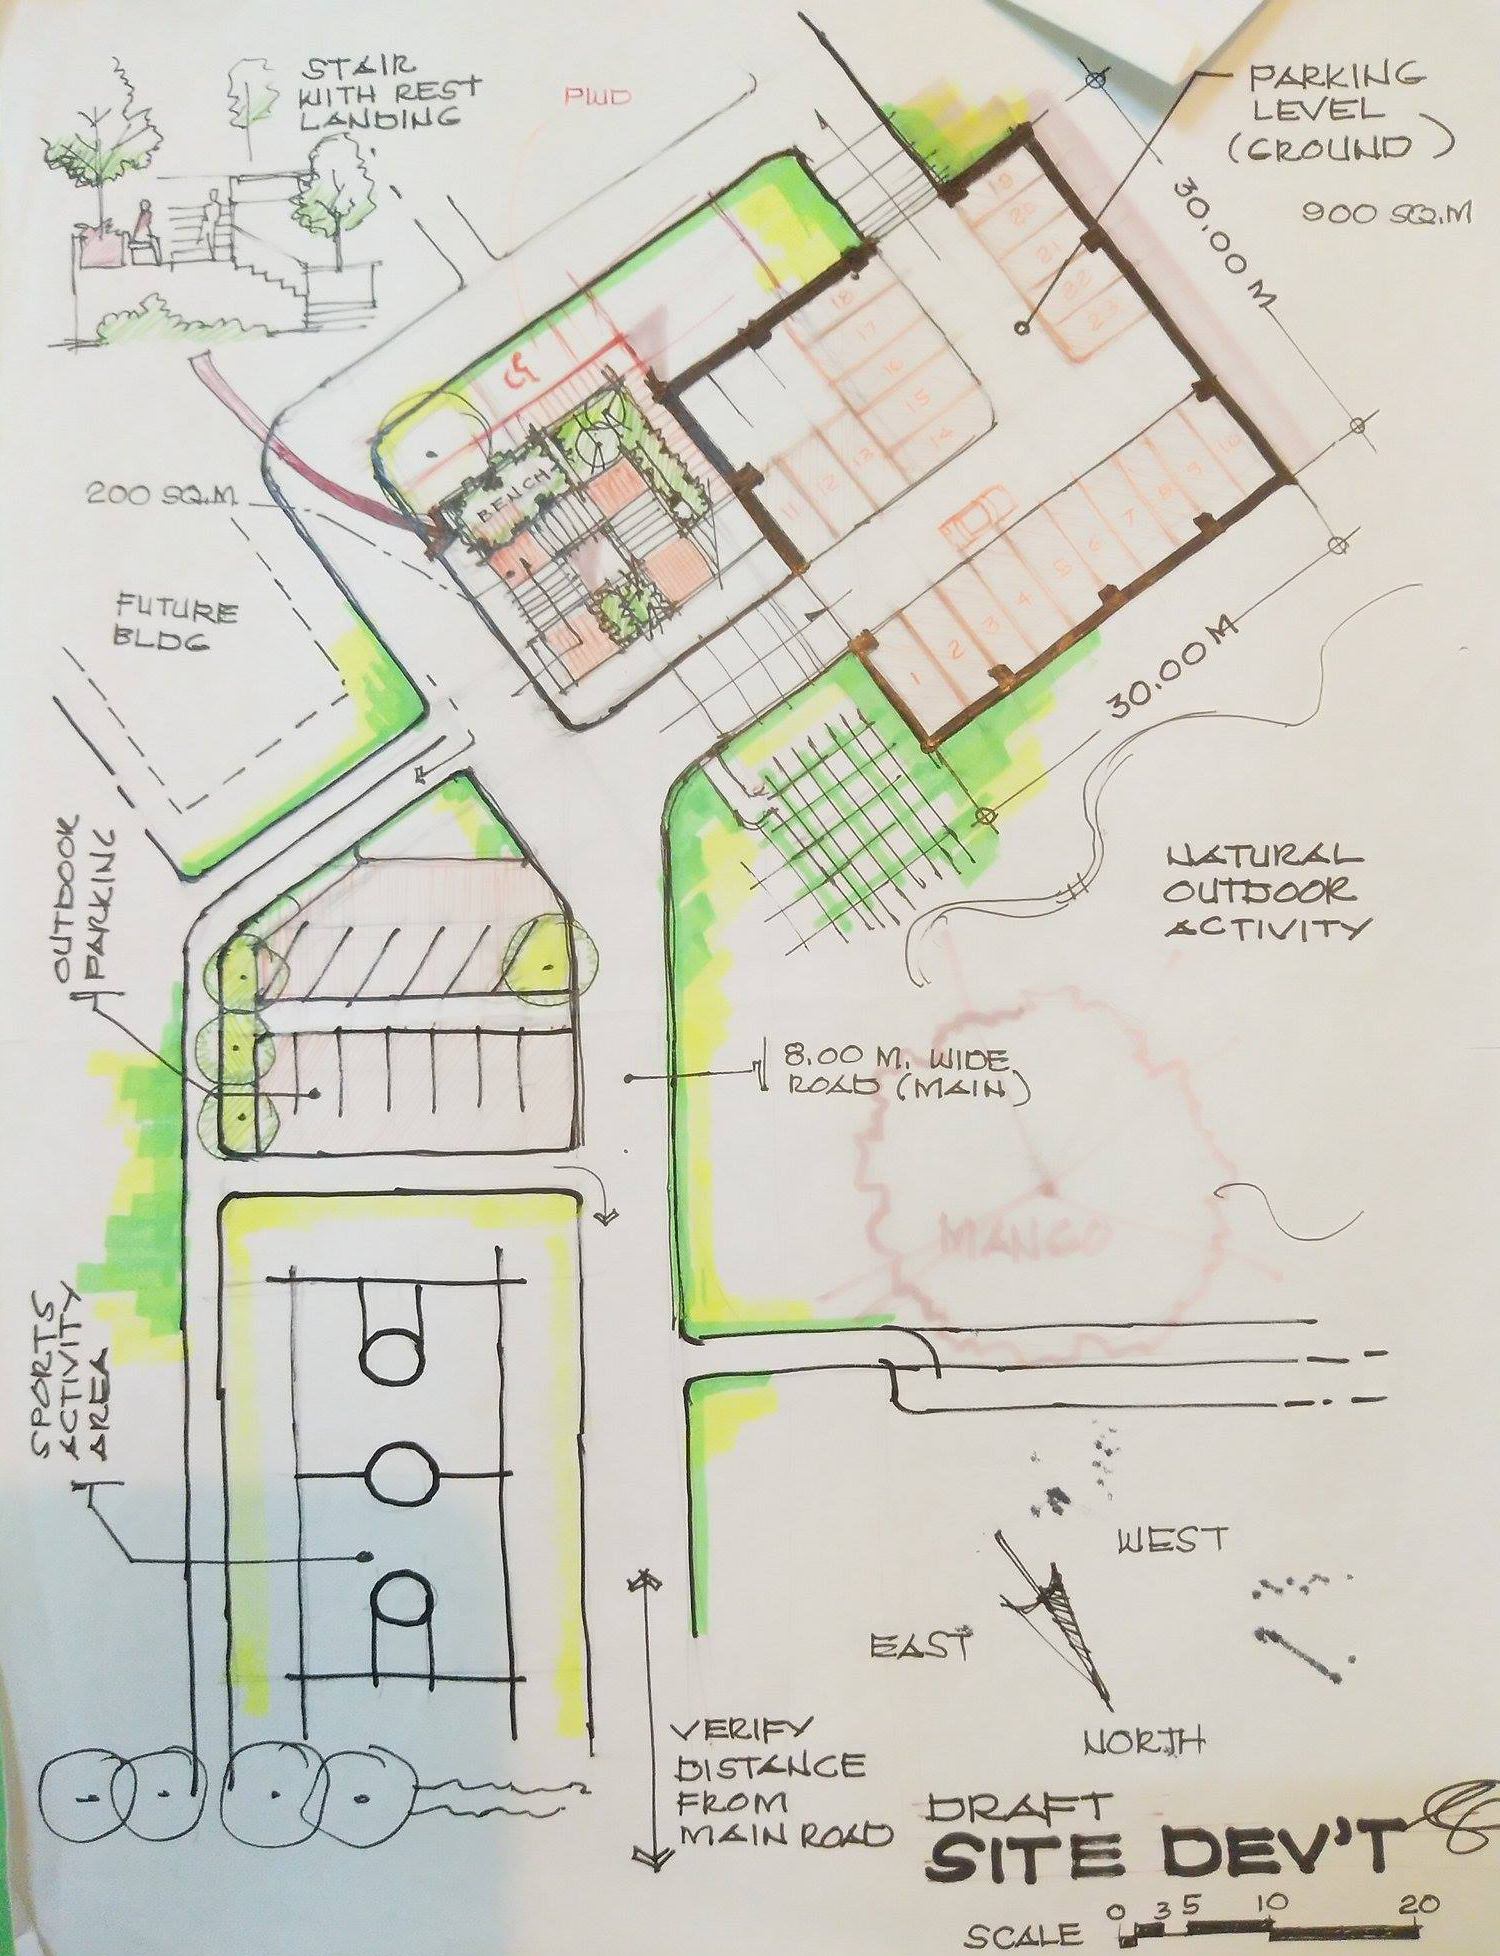 STAIR
WITH REST
LANDING
PWD
PARKING
LEVEL
(GROUND)
900 SQ.M
30.00 M
19
20
21
22
23
18
17
16
15
14
13
12
11
10
9
8
7
6
5
4
3
2
1
BENCH
200 SQ.M.
FUTURE
BLDG
30.00 M
OUTDOOR
PARKING
NATURAL
OUTDOOR
ACTIVITY
8.00 M. WIDE
ROAD (MAIN)
MANGO
SPORTS
ACTIVITY
AREA
WEST
EAST
NORTH
VERIFY
DISTANCE
FROM
MAIN ROAD
DRAFT
SITE DEV'T
SCALE 0 3 5 10 20